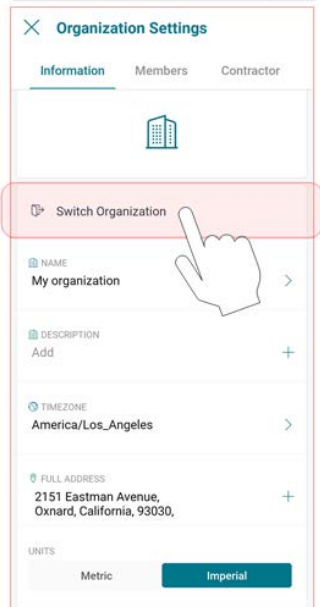 Organization Settings
Information Members Contractor
Switch Organization
NAME
My organization
DESCRIPTION
Add
TIMEZONE
America/Los_Angeles
FULL ADDRESS
2151 Eastman Avenue,
Oxnard, California, 93030,
UNITS
Metric Imperial